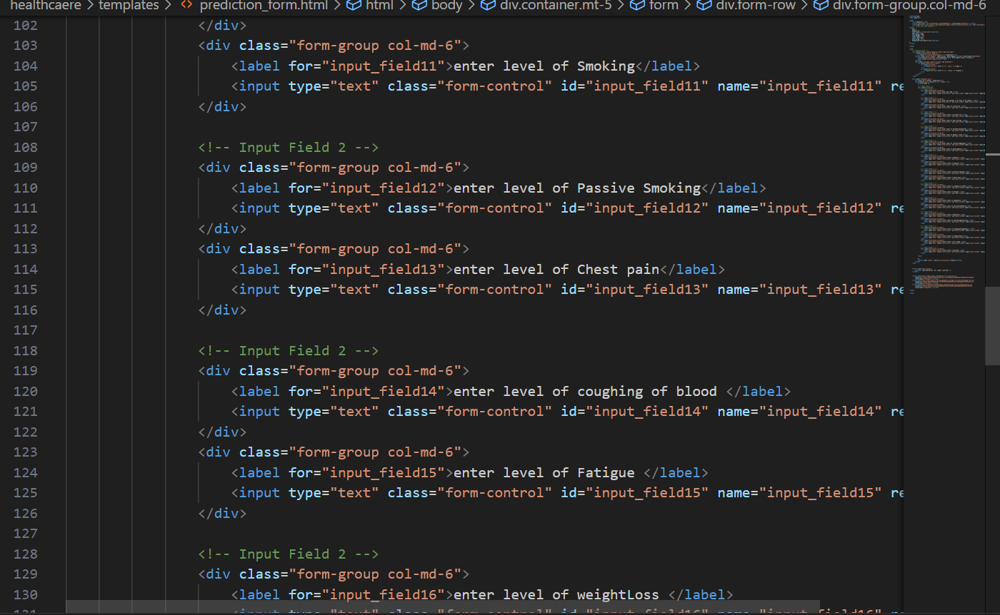 healthcaere > templates > <> prediction_form.html > html > body > div.container.mt-5 > form > div.form-row > div.form-group.col-md-6
102 </div>
103 <div class="form-group col-md-6">
104 <label for="input_field11">enter level of Smoking</label>
105 <input type="text" class="form-control" id="input_field11" name="input_field11" re
106 </div>
107
108 <!-- Input Field 2 -->
109 <div class="form-group col-md-6">
110 <label for="input_field12">enter level of Passive Smoking</label>
111 <input type="text" class="form-control" id="input_field12" name="input_field12" re
112 </div>
113 <div class="form-group col-md-6">
114 <label for="input_field13">enter level of Chest pain</label>
115 <input type="text" class="form-control" id="input_field13" name="input_field13" re
116 </div>
117
118 <!-- Input Field 2 -->
119 <div class="form-group col-md-6">
120 <label for="input_field14">enter level of coughing of blood </label>
121 <input type="text" class="form-control" id="input_field14" name="input_field14" re
122 </div>
123 <div class="form-group col-md-6">
124 <label for="input_field15">enter level of Fatigue </label>
125 <input type="text" class="form-control" id="input_field15" name="input_field15" re
126 </div>
127
128 <!-- Input Field 2 -->
129 <div class="form-group col-md-6">
130 <label for="input_field16">enter level of weightLoss </label>